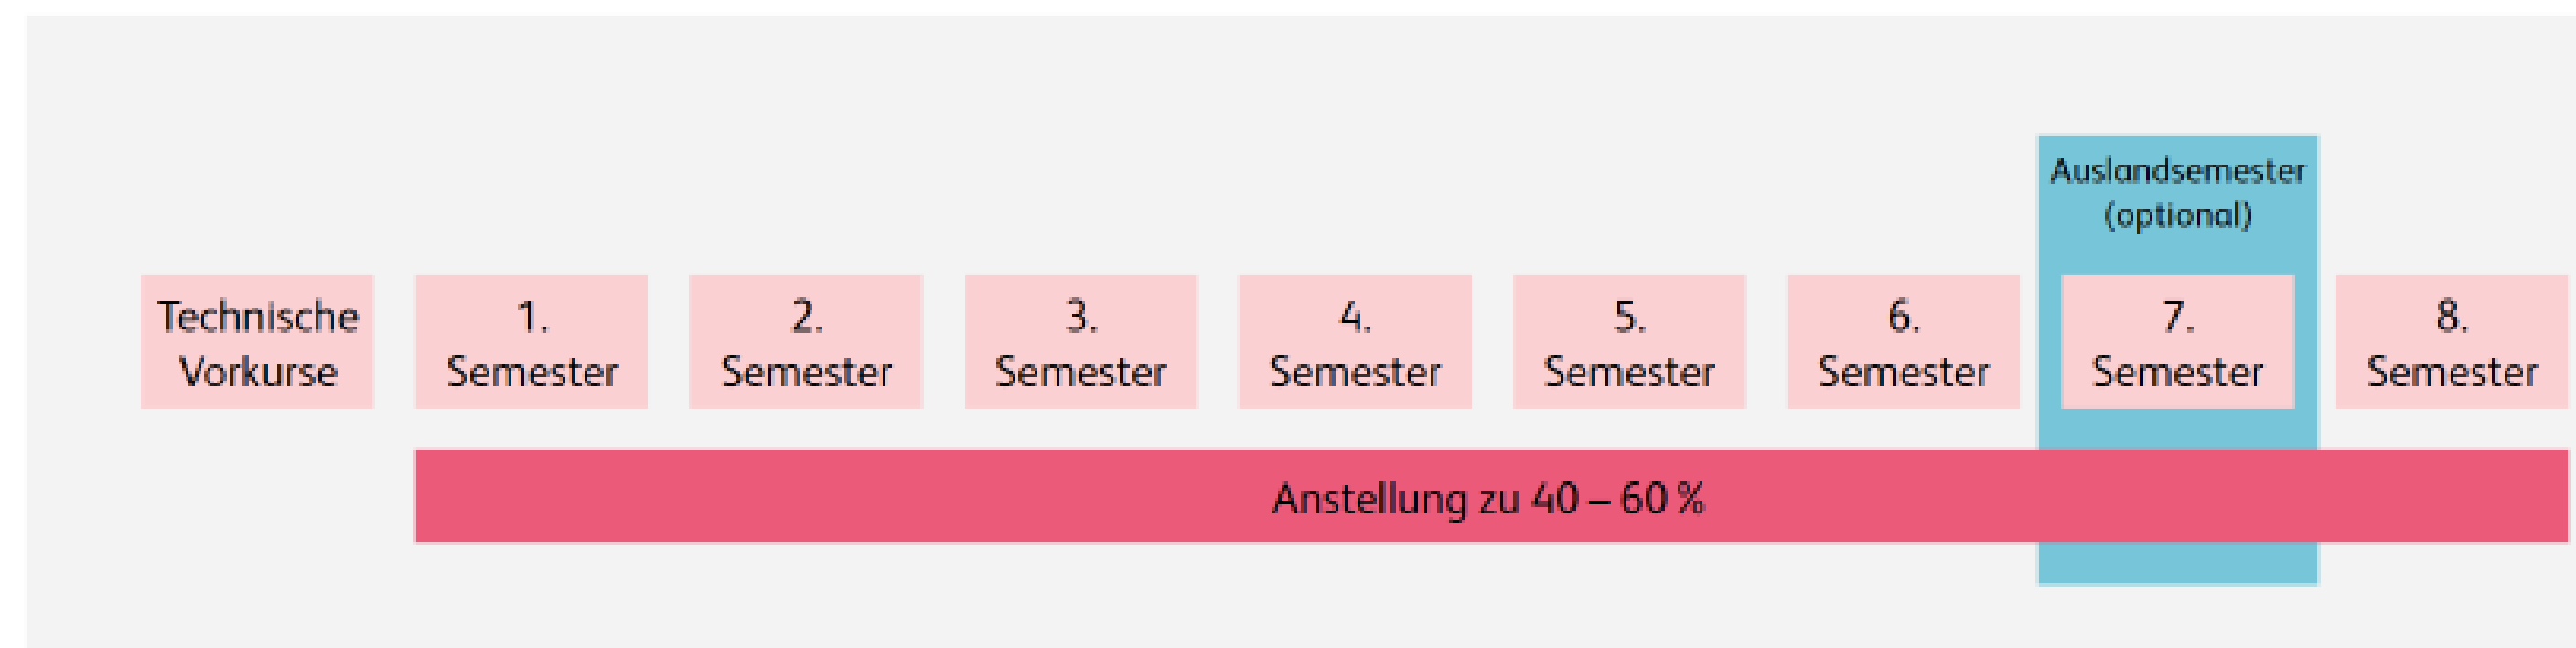 Auslandsemester
(optional)
Technische
Vorkurse
1.
Semester
2.
Semester
3.
Semester
4.
Semester
5.
Semester
6.
Semester
7.
Semester
8.
Semester
Anstellung zu 40 – 60 %